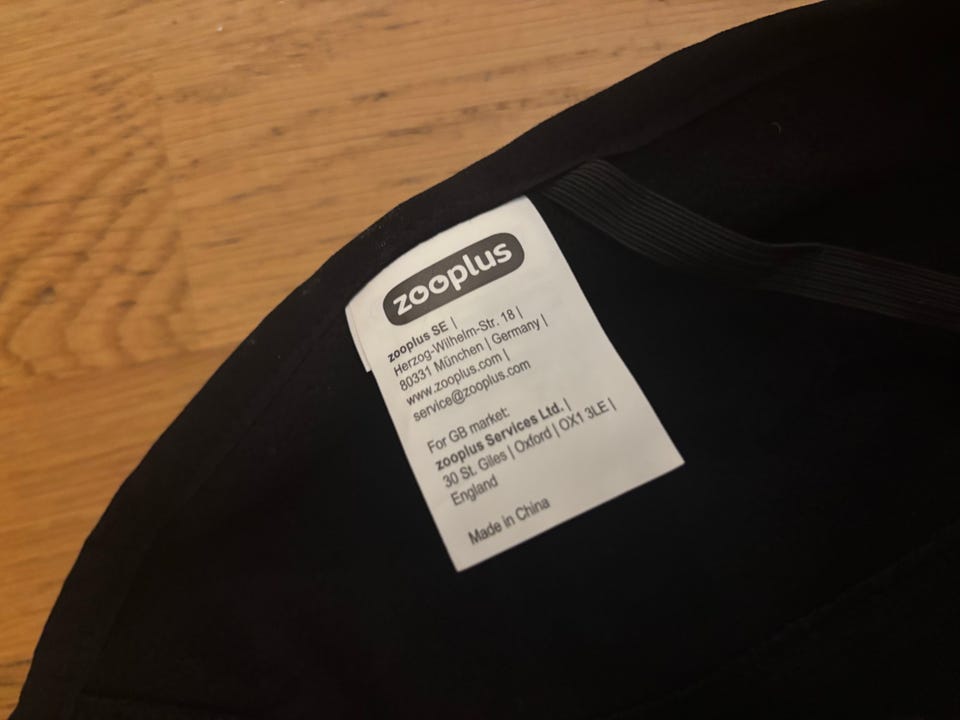 zooplus
zooplus SE |
Herzog-Wilhelm-Str. 18 |
80331 München | Germany |
www.zooplus.com |
service@zooplus.com
For GB market:
zooplus Services Ltd. |
30 St. Giles | Oxford | OX1 3LE |
England
Made in China